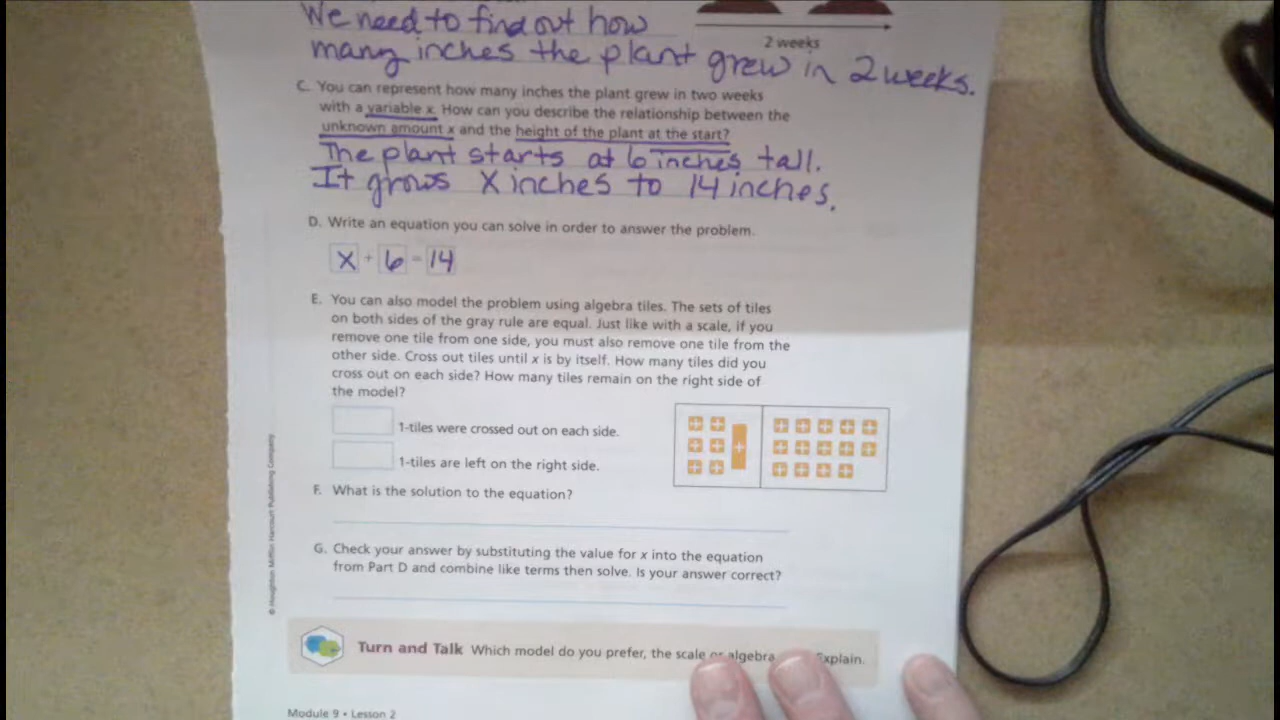 We need to find out how
2 weeks
many inches the plant grew in 2 weeks.
C. You can represent how many inches the plant grew in two weeks
with a variable x. How can you describe the relationship between the
unknown amount x and the height of the plant at the start?
The plant starts at 6 inches tall.
It grows x inches to 14 inches.
D. Write an equation you can solve in order to answer the problem.
x + 6 = 14
E. You can also model the problem using algebra tiles. The sets of tiles
on both sides of the gray rule are equal. Just like with a scale, if you
remove one tile from one side, you must also remove one tile from the
other side. Cross out tiles until x is by itself. How many tiles did you
cross out on each side? How many tiles remain on the right side of
the model?
1-tiles were crossed out on each side.
1-tiles are left on the right side.
+ + + + + + +
+ + + + + + + +
+ + + + + +
F. What is the solution to the equation?
G. Check your answer by substituting the value for x into the equation
from Part D and combine like terms then solve. Is your answer correct?
Turn and Talk Which model do you prefer, the scale or algebra Explain.
Module 9 • Lesson 2
© Houghton Mifflin Harcourt Publishing Company